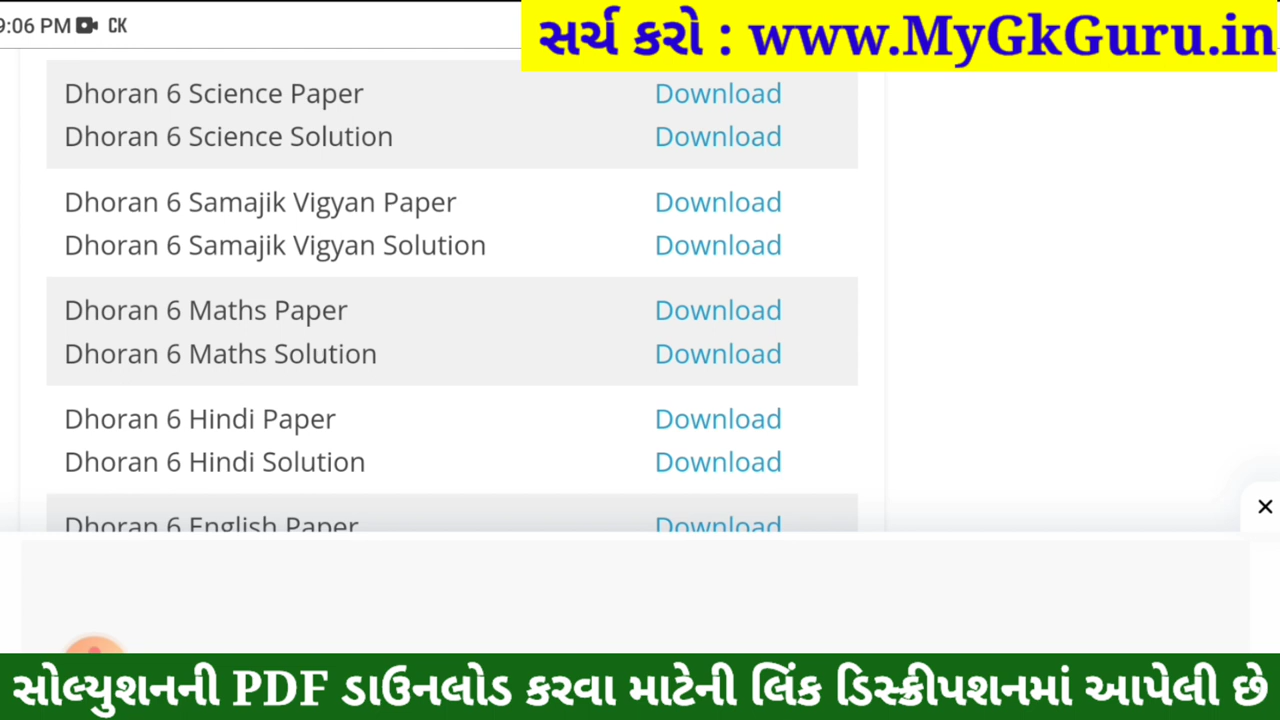 9:06 PM CK
સર્ચ કરો : www.MyGkGuru.in
Dhoran 6 Science Paper Download
Dhoran 6 Science Solution Download
Dhoran 6 Samajik Vigyan Paper Download
Dhoran 6 Samajik Vigyan Solution Download
Dhoran 6 Maths Paper Download
Dhoran 6 Maths Solution Download
Dhoran 6 Hindi Paper Download
Dhoran 6 Hindi Solution Download
Dhoran 6 English Paper Download
સોલ્યુશનની PDF ડાઉનલોડ કરવા માટેની લિંક ડિસ્ક્રીપશનમાં આપેલી છે